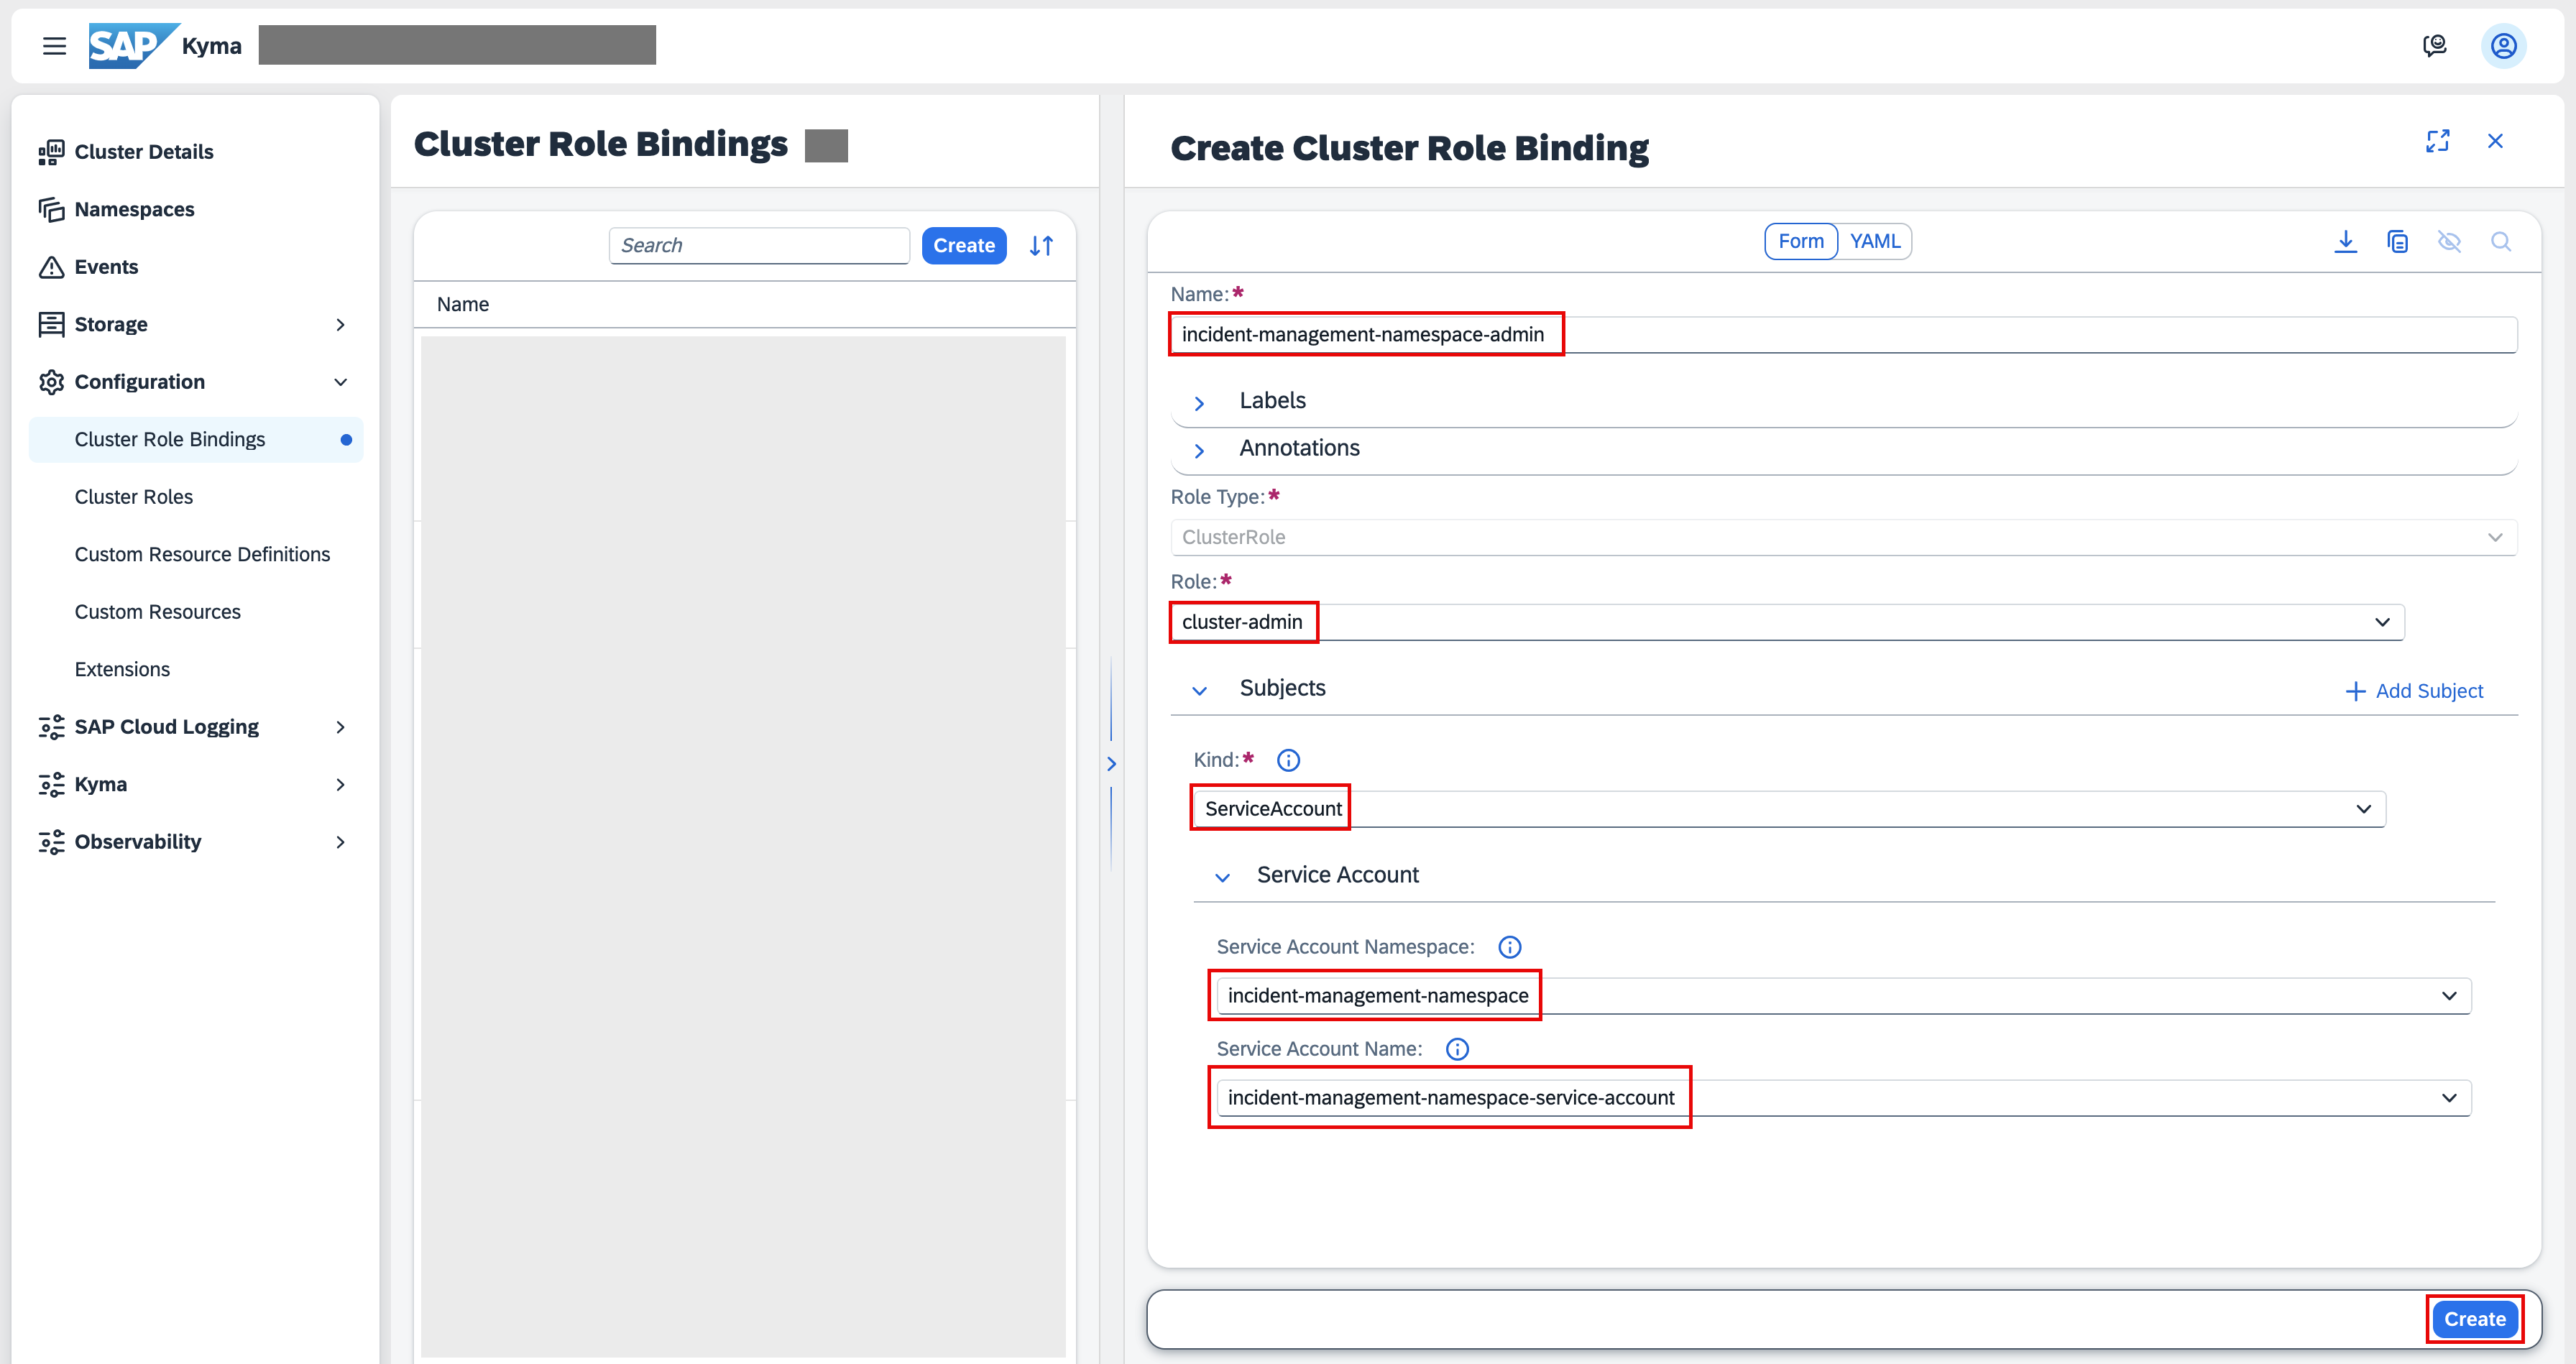 SAP Kyma
Cluster Details
Namespaces
Events
Storage
Configuration
Cluster Role Bindings
Cluster Roles
Custom Resource Definitions
Custom Resources
Extensions
SAP Cloud Logging
Kyma
Observability
Cluster Role Bindings
Search
Create
Name
Create Cluster Role Binding
Form YAML
Name:*
incident-management-namespace-admin
Labels
Annotations
Role Type:*
ClusterRole
Role:*
cluster-admin
Subjects
Add Subject
Kind:*
ServiceAccount
Service Account
Service Account Namespace:
incident-management-namespace
Service Account Name:
incident-management-namespace-service-account
Create